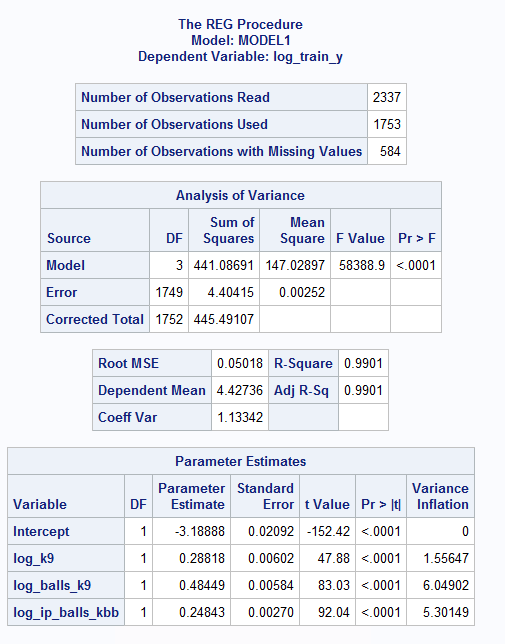 The REG Procedure
Model: MODEL1
Dependent Variable: log_train_y
Number of Observations Read 2337
Number of Observations Used 1753
Number of Observations with Missing Values 584
Analysis of Variance
Source DF Sum of Squares Mean Square F Value Pr > F
Model 3 441.08691 147.02897 58388.9 <.0001
Error 1749 4.40415 0.00252
Corrected Total 1752 445.49107
Root MSE 0.05018 R-Square 0.9901
Dependent Mean 4.42736 Adj R-Sq 0.9901
Coeff Var 1.13342
Parameter Estimates
Variable DF Parameter Estimate Standard Error t Value Pr > |t| Variance Inflation
Intercept 1 -3.18888 0.02092 -152.42 <.0001 0
log_k9 1 0.28818 0.00602 47.88 <.0001 1.55647
log_balls_k9 1 0.48449 0.00584 83.03 <.0001 6.04902
log_ip_balls_kbb 1 0.24843 0.00270 92.04 <.0001 5.30149